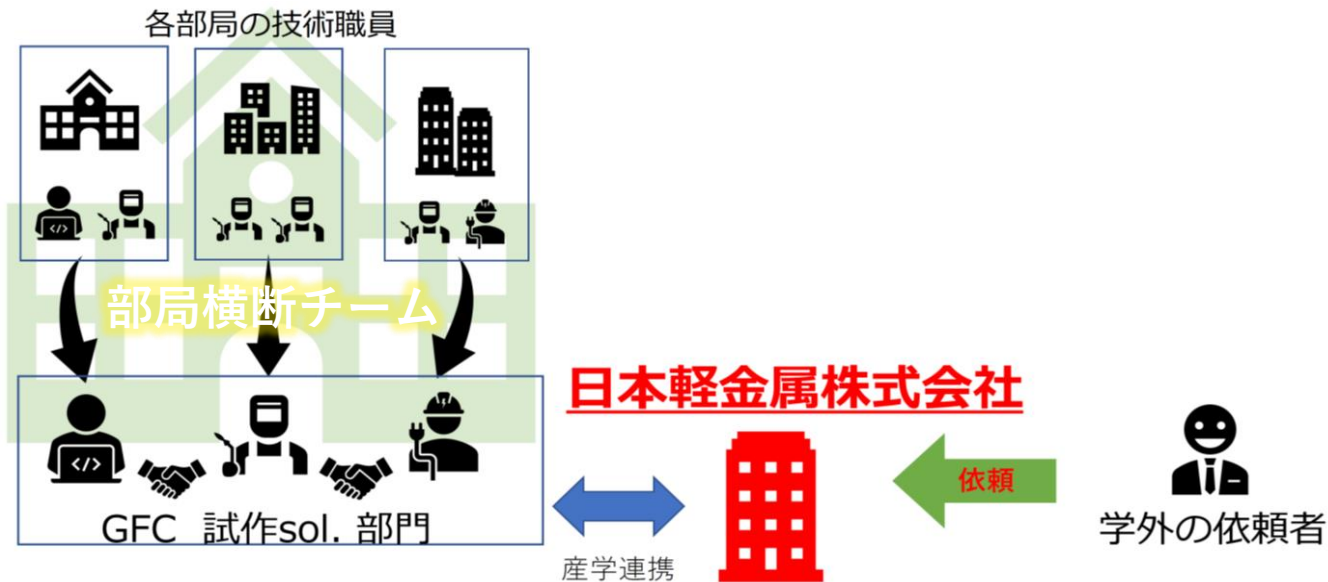 各部局の技術職員
</>
部局横断チーム
</>
GFC 試作sol. 部門
産学連携
日本軽金属株式会社
依頼
学外の依頼者